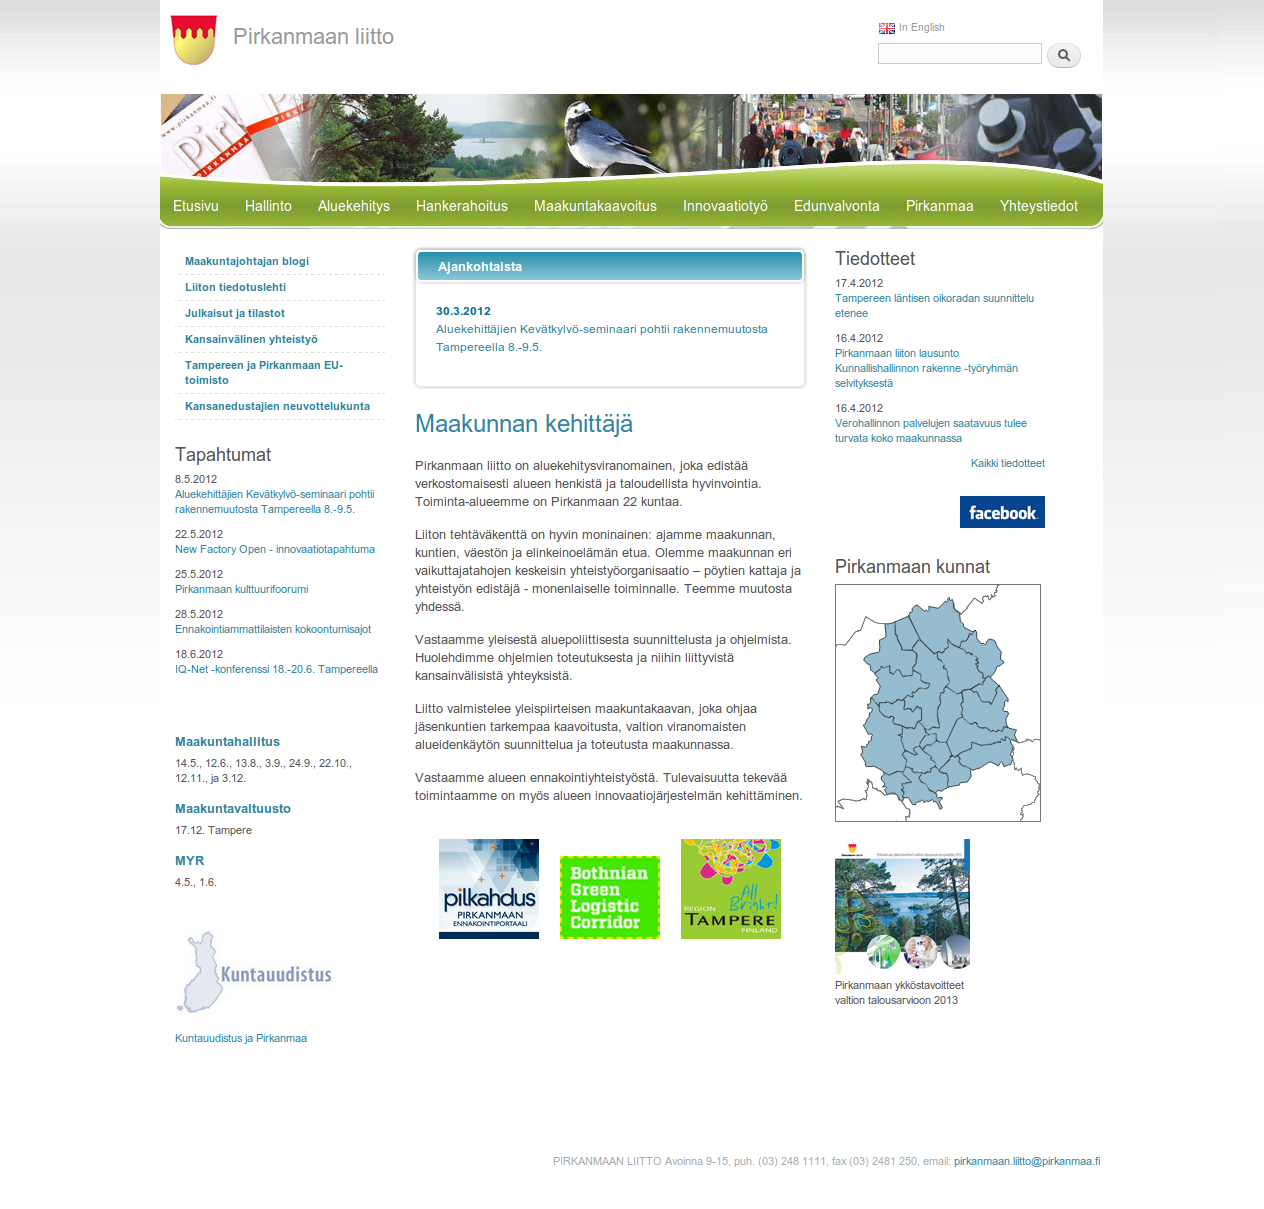 Pirkanmaan liitto
In English
www.pirkanmaa.fi
PIRKANMAA
Etusivu Hallinto Aluekehitys Hankerahoitus Maakuntakaavoitus Innovaatiotyö Edunvalvonta Pirkanmaa Yhteystiedot
Maakuntajohtajan blogi
Liiton tiedotuslehti
Julkaisut ja tilastot
Kansainvälinen yhteistyö
Tampereen ja Pirkanmaan EU-
toimisto
Kansanedustajien neuvottelukunta
Tapahtumat
8.5.2012
Aluekehittäjien Kevätkylvö-seminaari pohtii
rakennemuutosta Tampereella 8.-9.5.
22.5.2012
New Factory Open - innovaatiotapahtuma
25.5.2012
Pirkanmaan kulttuurifoorumi
28.5.2012
Ennakointiammattilaisten kokoontumisajot
18.6.2012
IQ-Net -konferenssi 18.-20.6. Tampereella
Maakuntahallitus
14.5., 12.6., 13.8., 3.9., 24.9., 22.10.,
12.11., ja 3.12.
Maakuntavaltuusto
17.12. Tampere
MYR
4.5., 1.6.
Kuntauudistus
Kuntauudistus ja Pirkanmaa
Ajankohtaista
30.3.2012
Aluekehittäjien Kevätkylvö-seminaari pohtii rakennemuutosta
Tampereella 8.-9.5.
Maakunnan kehittäjä
Pirkanmaan liitto on aluekehitysviranomainen, joka edistää
verkostomaisesti alueen henkistä ja taloudellista hyvinvointia.
Toiminta-alueemme on Pirkanmaan 22 kuntaa.
Liiton tehtäväkenttä on hyvin moninainen: ajamme maakunnan,
kuntien, väestön ja elinkeinoelämän etua. Olemme maakunnan eri
vaikuttajatahojen keskeisin yhteistyöorganisaatio – pöytien kattaja ja
yhteistyön edistäjä - monenlaiselle toiminnalle. Teemme muutosta
yhdessä.
Vastaamme yleisestä aluepoliittisesta suunnittelusta ja ohjelmista.
Huolehdimme ohjelmien toteutuksesta ja niihin liittyvistä
kansainvälisistä yhteyksistä.
Liitto valmistelee yleispiirteisen maakuntakaavan, joka ohjaa
jäsenkuntien tarkempaa kaavoitusta, valtion viranomaisten
alueidenkäytön suunnittelua ja toteutusta maakunnassa.
Vastaamme alueen ennakointiyhteistyöstä. Tulevaisuutta tekevää
toimintaamme on myös alueen innovaatiojärjestelmän kehittäminen.
pilkahdus
PIRKANMAAN
ENNAKOINTIPORTAALI
Bothnian
Green
Logistic
Corridor
All
Bright!
REGION
TAMPERE
FINLAND
Tiedotteet
17.4.2012
Tampereen läntisen oikoradan suunnittelu
etenee
16.4.2012
Pirkanmaan liiton lausunto
Kunnallishallinnon rakenne -työryhmän
selvityksestä
16.4.2012
Verohallinnon palvelujen saatavuus tulee
turvata koko maakunnassa
Kaikki tiedotteet
facebook
Pirkanmaan kunnat
Pirkanmaan ykköstavoitteet
valtion talousarvioon 2013
PIRKANMAAN LIITTO Avoinna 9-15, puh. (03) 248 1111, fax (03) 2481 250, email: pirkanmaan.liitto@pirkanmaa.fi